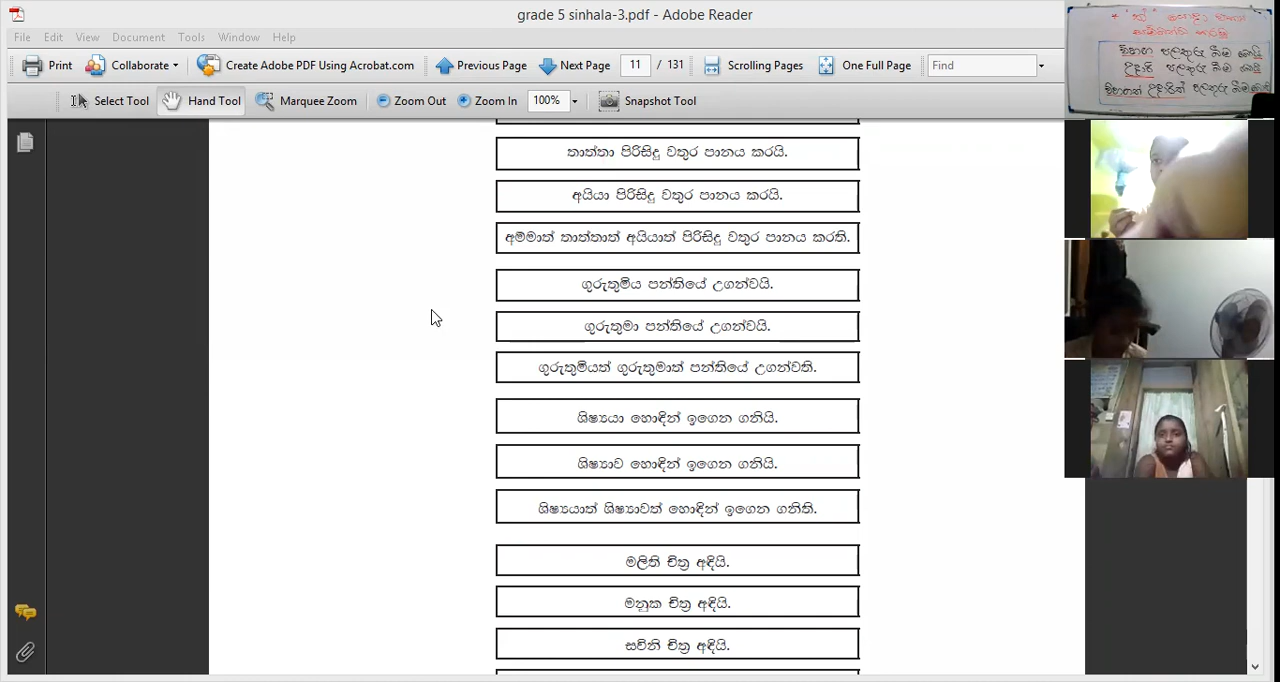 grade 5 sinhala-3.pdf - Adobe Reader
File Edit View Document Tools Window Help
Print Collaborate Create Adobe PDF Using Acrobat.com Previous Page Next Page 11 / 131 Scrolling Pages One Full Page Find
Select Tool Hand Tool Marquee Zoom Zoom Out Zoom In 100% Snapshot Tool
තාත්තා පිරිසිදු වතුර පානය කරයි.
අයියා පිරිසිදු වතුර පානය කරයි.
අම්මාත් තාත්තාත් අයියාත් පිරිසිදු වතුර පානය කරති.
ගුරුතුමිය පන්තියේ උගන්වයි.
ගුරුතුමා පන්තියේ උගන්වයි.
ගුරුතුමියත් ගුරුතුමාත් පන්තියේ උගන්වති.
ශිෂ්‍යයා හොඳින් ඉගෙන ගනියි.
ශිෂ්‍යාව හොඳින් ඉගෙන ගනියි.
ශිෂ්‍යයාත් ශිෂ්‍යාවත් හොඳින් ඉගෙන ගනිති.
මලිති චිත්‍ර අඳියි.
මනුක චිත්‍ර අඳියි.
සචිනි චිත්‍ර අඳියි.